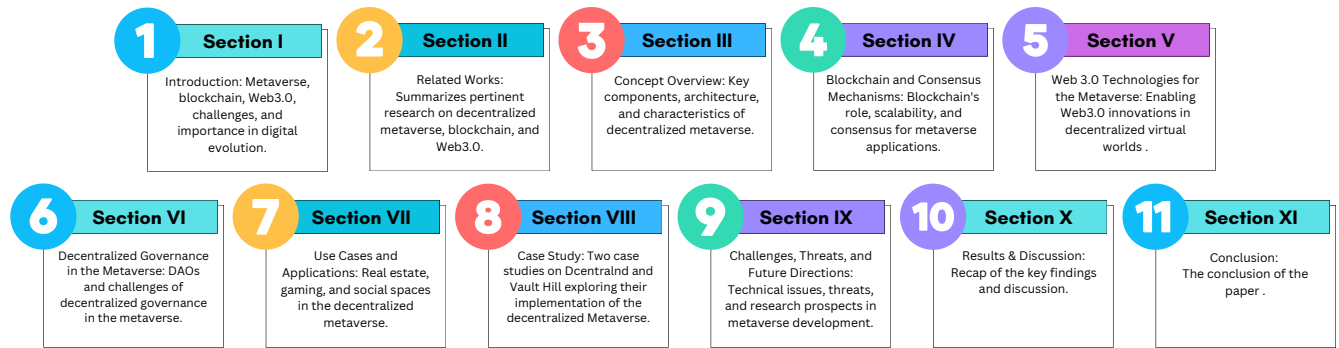 1
Section I
Introduction: Metaverse,
blockchain, Web3.0,
challenges, and
importance in digital
evolution.
2
Section II
Related Works:
Summarizes pertinent
research on decentralized
metaverse, blockchain, and
Web3.0.
3
Section III
Concept Overview: Key
components, architecture,
and characteristics of
decentralized metaverse.
4
Section IV
Blockchain and Consensus
Mechanisms: Blockchain's
role, scalability, and
consensus for metaverse
applications.
5
Section V
Web 3.0 Technologies for
the Metaverse: Enabling
Web3.0 innovations in
decentralized virtual
worlds .
6
Section VI
Decentralized Governance
in the Metaverse: DAOs
and challenges of
decentralized governance
in the metaverse.
7
Section VII
Use Cases and
Applications: Real estate,
gaming, and social spaces
in the decentralized
metaverse.
8
Section VIII
Case Study: Two case
studies on Dcentralnd and
Vault Hill exploring their
implementation of the
decentralized Metaverse.
9
Section IX
Challenges, Threats, and
Future Directions:
Technical issues, threats,
and research prospects in
metaverse development.
10
Section X
Results & Discussion:
Recap of the key findings
and discussion.
11
Section XI
Conclusion:
The conclusion of the
paper .